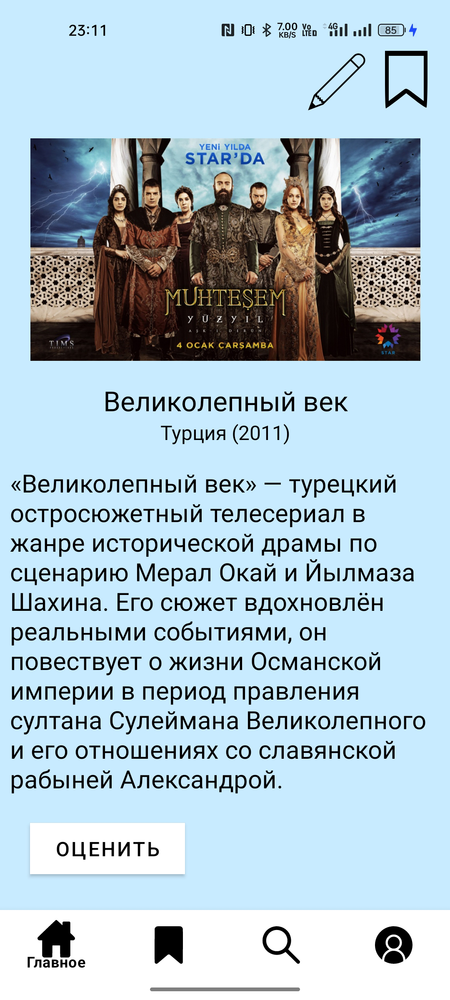 23:11
7.00
KB/S
Vo
LTE
4G
85
YENİ YILDA
STAR'DA
MUHTEŞEM
YÜZYIL
AŞK-I DERÛN
4 OCAK ÇARŞAMBA
TIMS
STAR
Великолепный век
Турция (2011)
«Великолепный век» — турецкий
остросюжетный телесериал в
жанре исторической драмы по
сценарию Мерал Окай и Йылмаза
Шахина. Его сюжет вдохновлён
реальными событиями, он
повествует о жизни Османской
империи в период правления
султана Сулеймана Великолепного
и его отношениях со славянской
рабыней Александрой.
ОЦЕНИТЬ
Главное